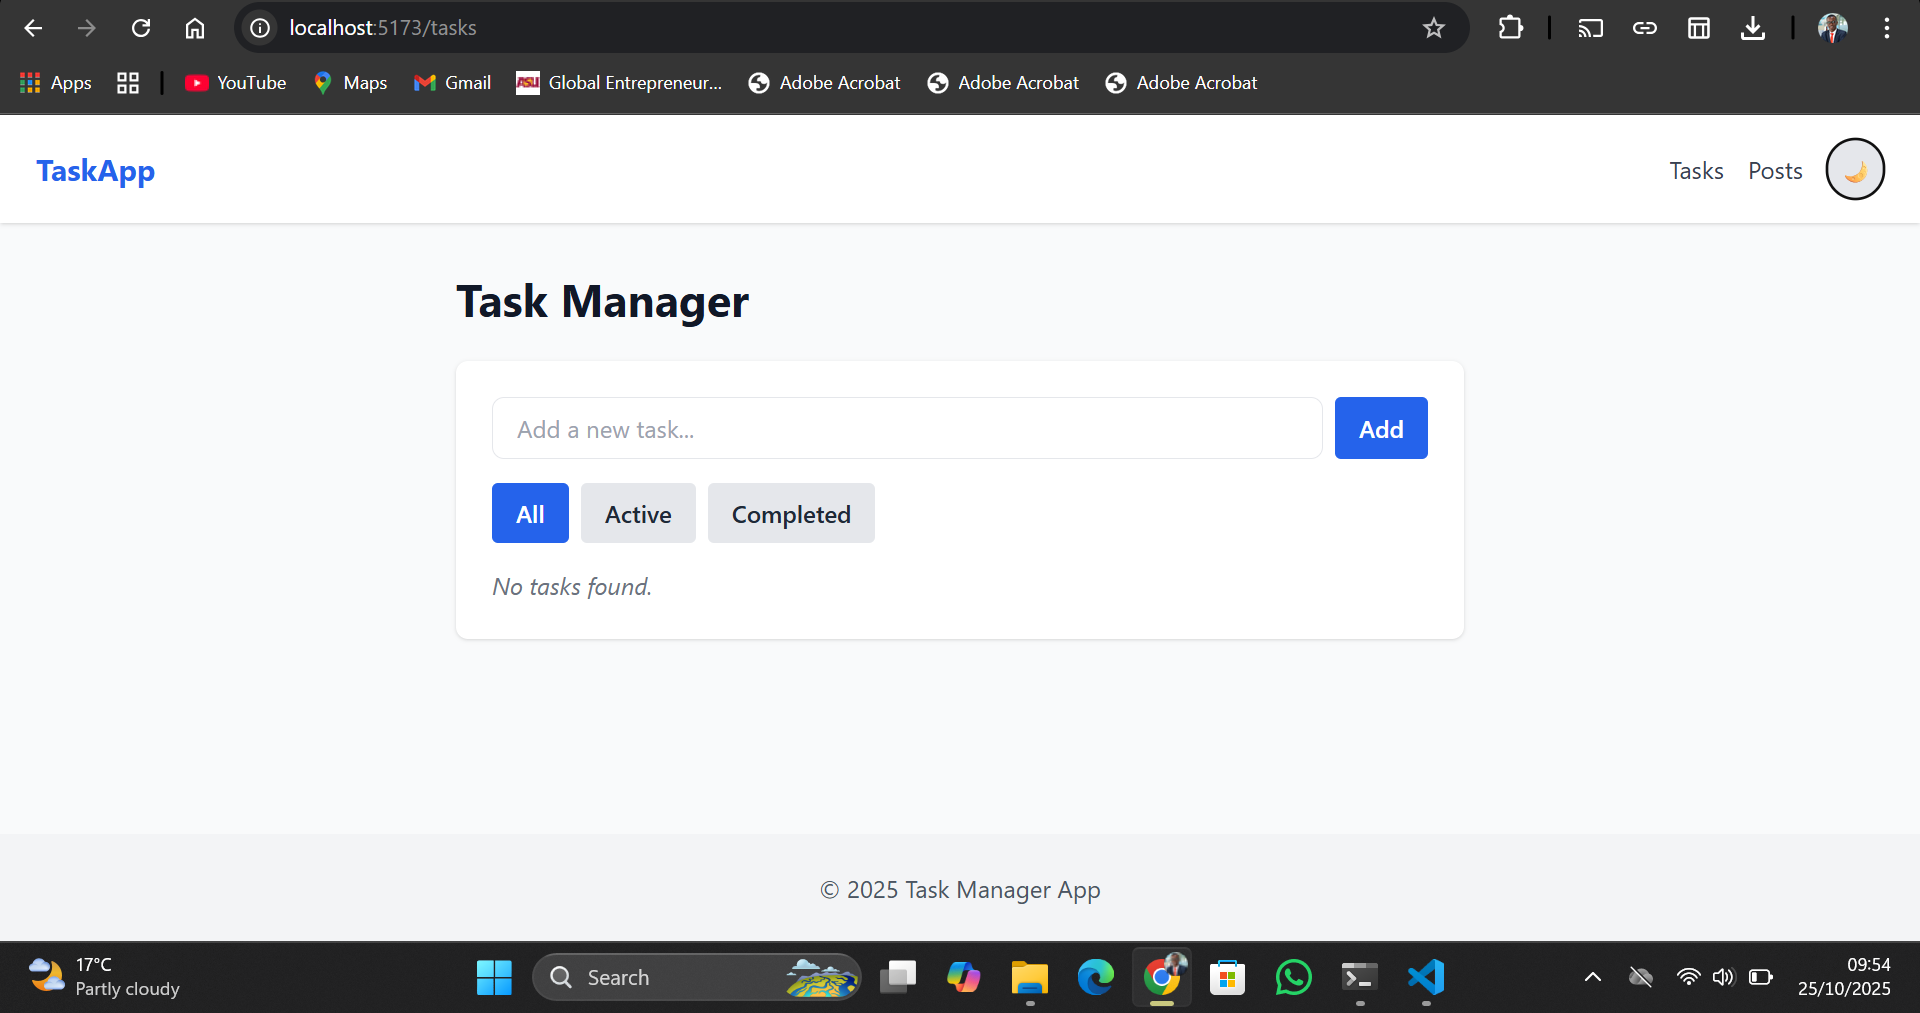 localhost:5173/tasks
Apps
YouTube
Maps
Gmail
ASU
Global Entrepreneur...
Adobe Acrobat
Adobe Acrobat
Adobe Acrobat
TaskApp
Tasks
Posts
Task Manager
Add a new task...
Add
All
Active
Completed
No tasks found.
© 2025 Task Manager App
17°C
Partly cloudy
Search
09:54
25/10/2025